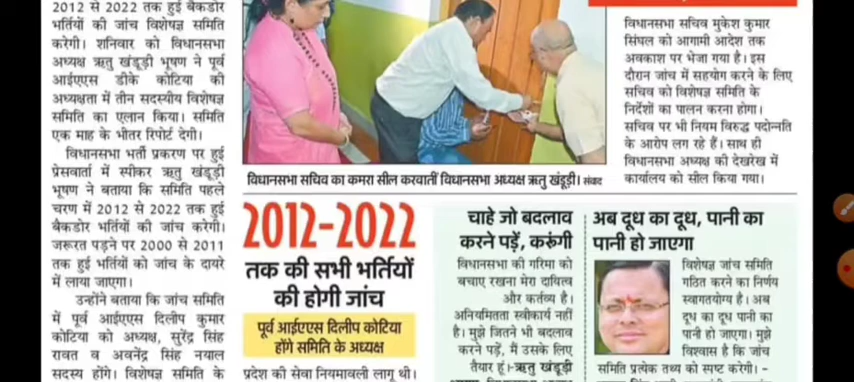 2012 से 2022 तक हुई बैकडोर
भर्तियों की जांच विशेषज्ञ समिति
करेगी। शनिवार को विधानसभा
अध्यक्ष ऋतु खंडूड़ी भूषण ने पूर्व
आईएएस डीके कोटिया की
अध्यक्षता में तीन सदस्यीय विशेषज्ञ
समिति का एलान किया। समिति
एक माह के भीतर रिपोर्ट देगी।
विधानसभा भर्ती प्रकरण पर हुई
प्रेसवार्ता में स्पीकर ऋतु खंडूड़ी
भूषण ने बताया कि समिति पहले
चरण में 2012 से 2022 तक हुई
बैकडोर भर्तियों की जांच करेगी।
जरूरत पड़ने पर 2000 से 2011
तक हुई भर्तियों को जांच के दायरे
में लाया जाएगा।
उन्होंने बताया कि जांच समिति
में पूर्व आईएएस दिलीप कुमार
कोटिया को अध्यक्ष, सुरेंद्र सिंह
रावत व अवनेंद्र सिंह नयाल
सदस्य होंगे। विशेषज्ञ समिति के
विधानसभा सचिव का कमरा सील करवातीं विधानसभा अध्यक्ष ऋतु खंडूड़ी। संवाद
विधानसभा सचिव मुकेश कुमार
सिंघल को आगामी आदेश तक
अवकाश पर भेजा गया है। इस
दौरान जांच में सहयोग करने के लिए
सचिव को विशेषज्ञ समिति के
निर्देशों का पालन करना होगा।
सचिव पर भी नियम विरुद्ध पदोन्नति
के आरोप लग रहे हैं। साथ ही
विधानसभा अध्यक्ष की देखरेख में
कार्यालय को सील किया गया।
2012-2022
तक की सभी भर्तियों
की होगी जांच
पूर्व आईएएस दिलीप कोटिया
होंगे समिति के अध्यक्ष
प्रदेश की सेवा नियमावली लागू थी।
चाहे जो बदलाव
करने पड़ें, करूंगी
विधानसभा की गरिमा को
बचाए रखना मेरा दायित्व
और कर्तव्य है।
अनियमितता स्वीकार्य नहीं
है। मुझे जितने भी बदलाव
करने पड़ें, मैं उसके लिए
तैयार हूं।-ऋतु खंडूड़ी
अब दूध का दूध, पानी का
पानी हो जाएगा
विशेषज्ञ जांच समिति
गठित करने का निर्णय
स्वागतयोग्य है। अब
दूध का दूध पानी का
पानी हो जाएगा। मुझे
विश्वास है कि जांच
समिति प्रत्येक तथ्य को स्पष्ट करेगी। -